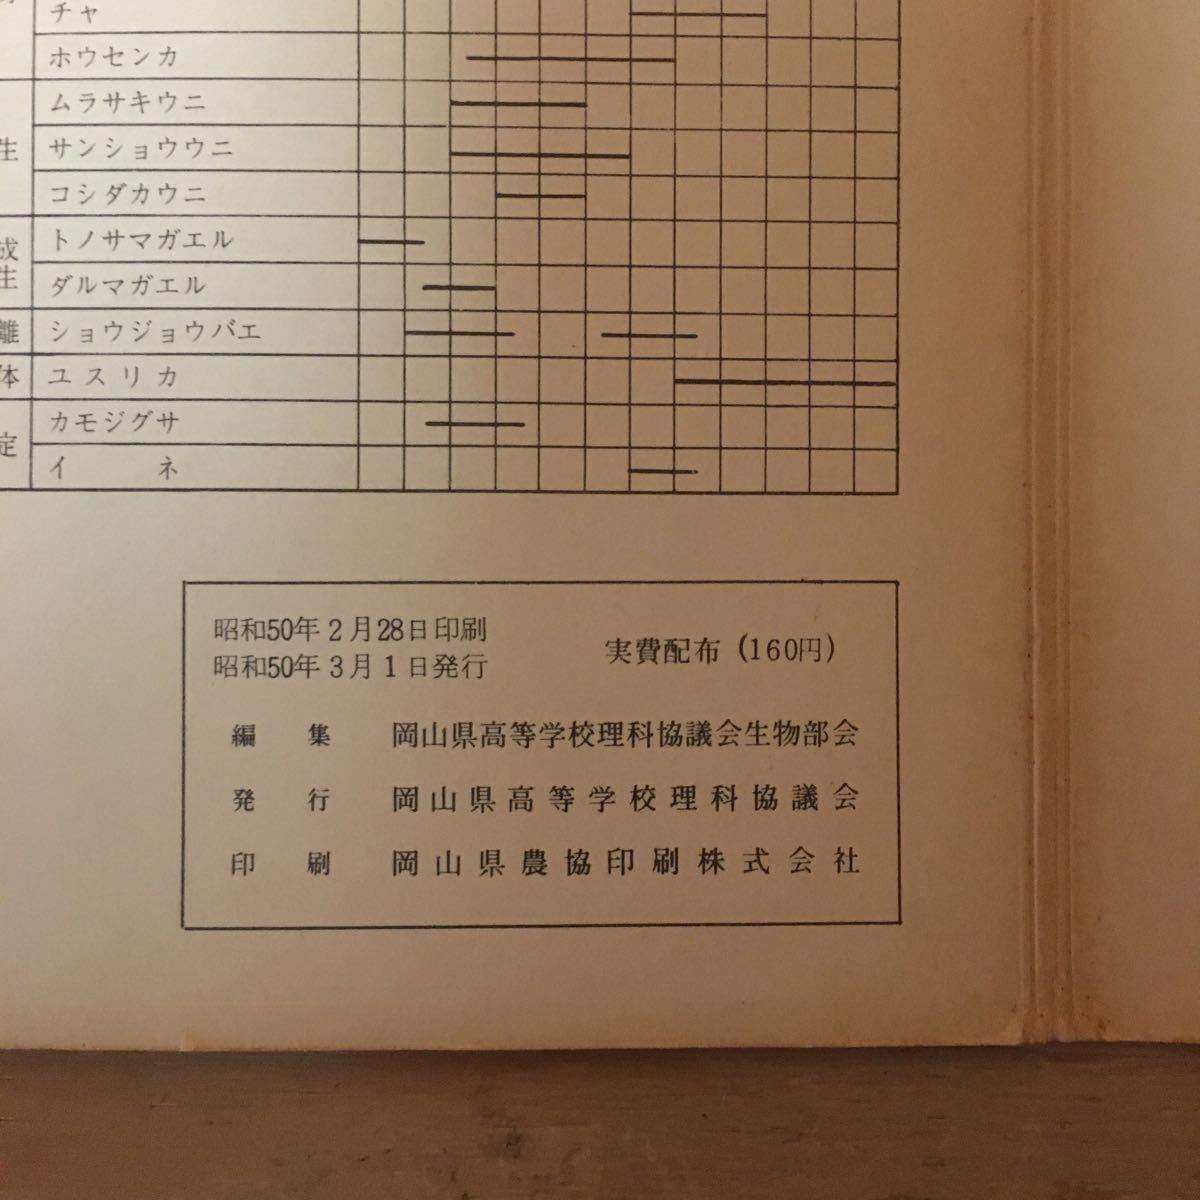 チャ
ホウセンカ
ムラサキウニ
生 サンショウウニ
コシダカウニ
成 トノサマガエル
生 ダルマガエル
離 ショウジョウバエ
体 ユスリカ
カモジグサ
定
イネ
昭和50年2月28日印刷
昭和50年3月1日発行
実費配布(160円)
編集 岡山県高等学校理科協議会生物部会
発行 岡山県高等学校理科協議会
印刷 岡山県農協印刷株式会社